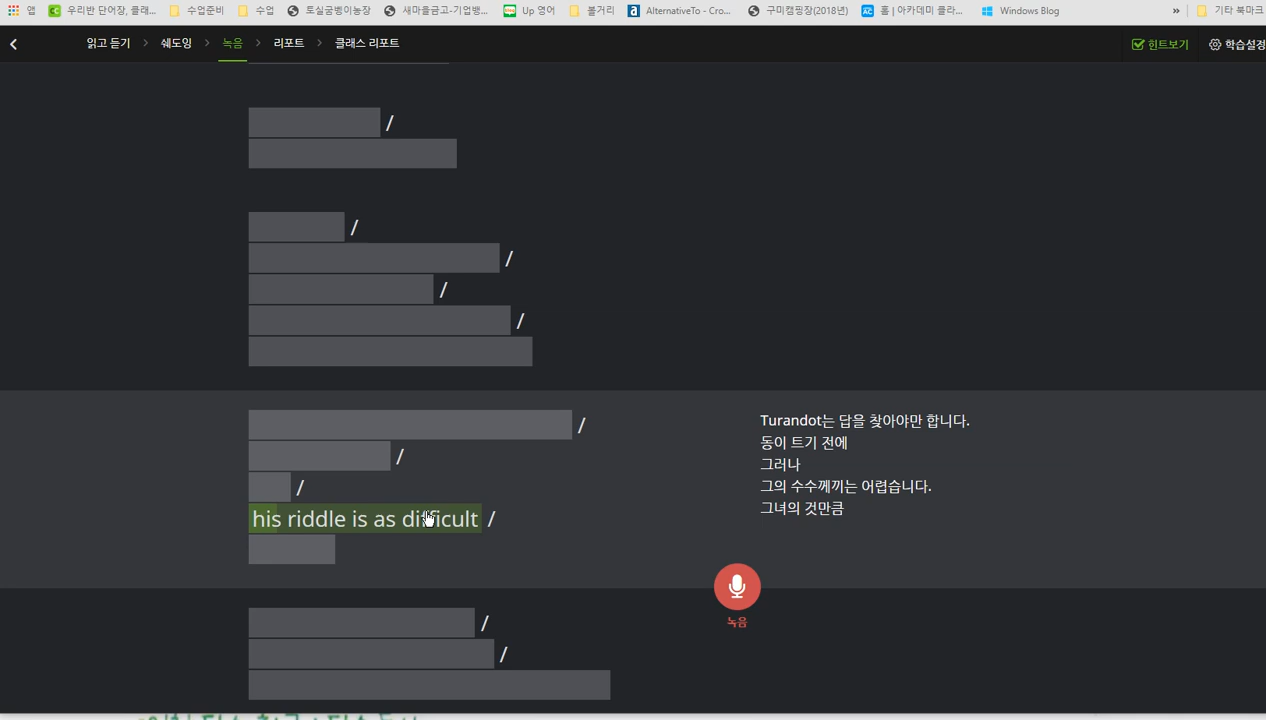 앱 우리반 단어장, 클래... 수업준비 수업 토실굼벵이농장 새마을금고-기업뱅... Up 영어 볼거리 AlternativeTo - Cro... 구미캠핑장(2018년) 홈 | 아카데미 클라... Windows Blog » 기타 북마크
읽고 듣기 > 쉐도잉 > 녹음 > 리포트 > 클래스 리포트 힌트보기 학습설정
/
/
/
/
/
/ Turandot는 답을 찾아야만 합니다.
/ 동이 트기 전에
/ 그러나
his riddle is as difficult / 그의 수수께끼는 어렵습니다.
그녀의 것만큼
녹음
/
/